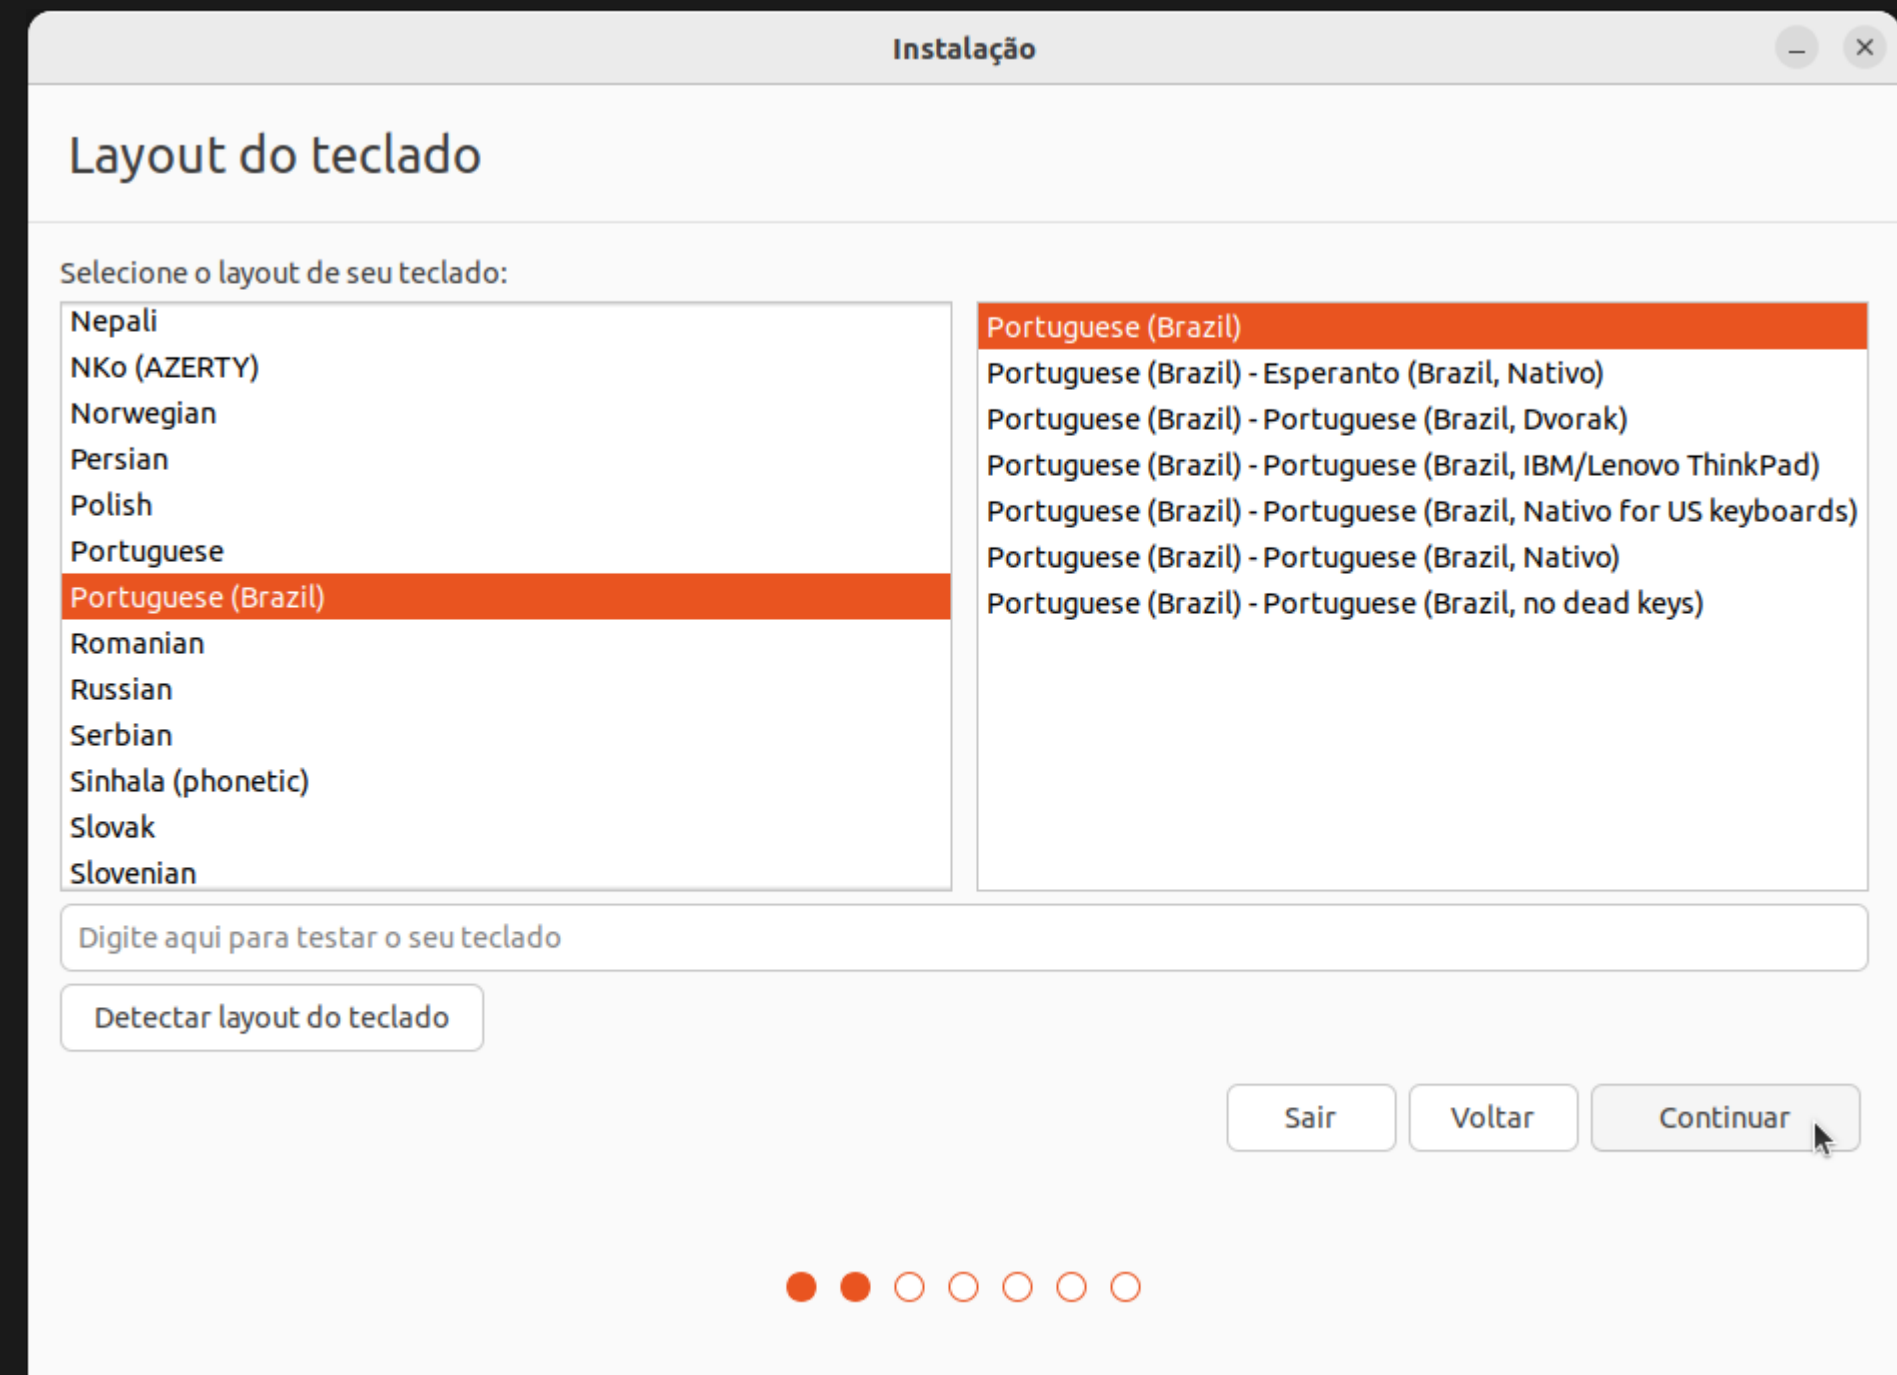 Instalação
Layout do teclado
Selecione o layout de seu teclado:
Nepali
NKo (AZERTY)
Norwegian
Persian
Polish
Portuguese
Portuguese (Brazil)
Romanian
Russian
Serbian
Sinhala (phonetic)
Slovak
Slovenian
Portuguese (Brazil)
Portuguese (Brazil) - Esperanto (Brazil, Nativo)
Portuguese (Brazil) - Portuguese (Brazil, Dvorak)
Portuguese (Brazil) - Portuguese (Brazil, IBM/Lenovo ThinkPad)
Portuguese (Brazil) - Portuguese (Brazil, Nativo for US keyboards)
Portuguese (Brazil) - Portuguese (Brazil, Nativo)
Portuguese (Brazil) - Portuguese (Brazil, no dead keys)
Digite aqui para testar o seu teclado
Detectar layout do teclado
Sair
Voltar
Continuar